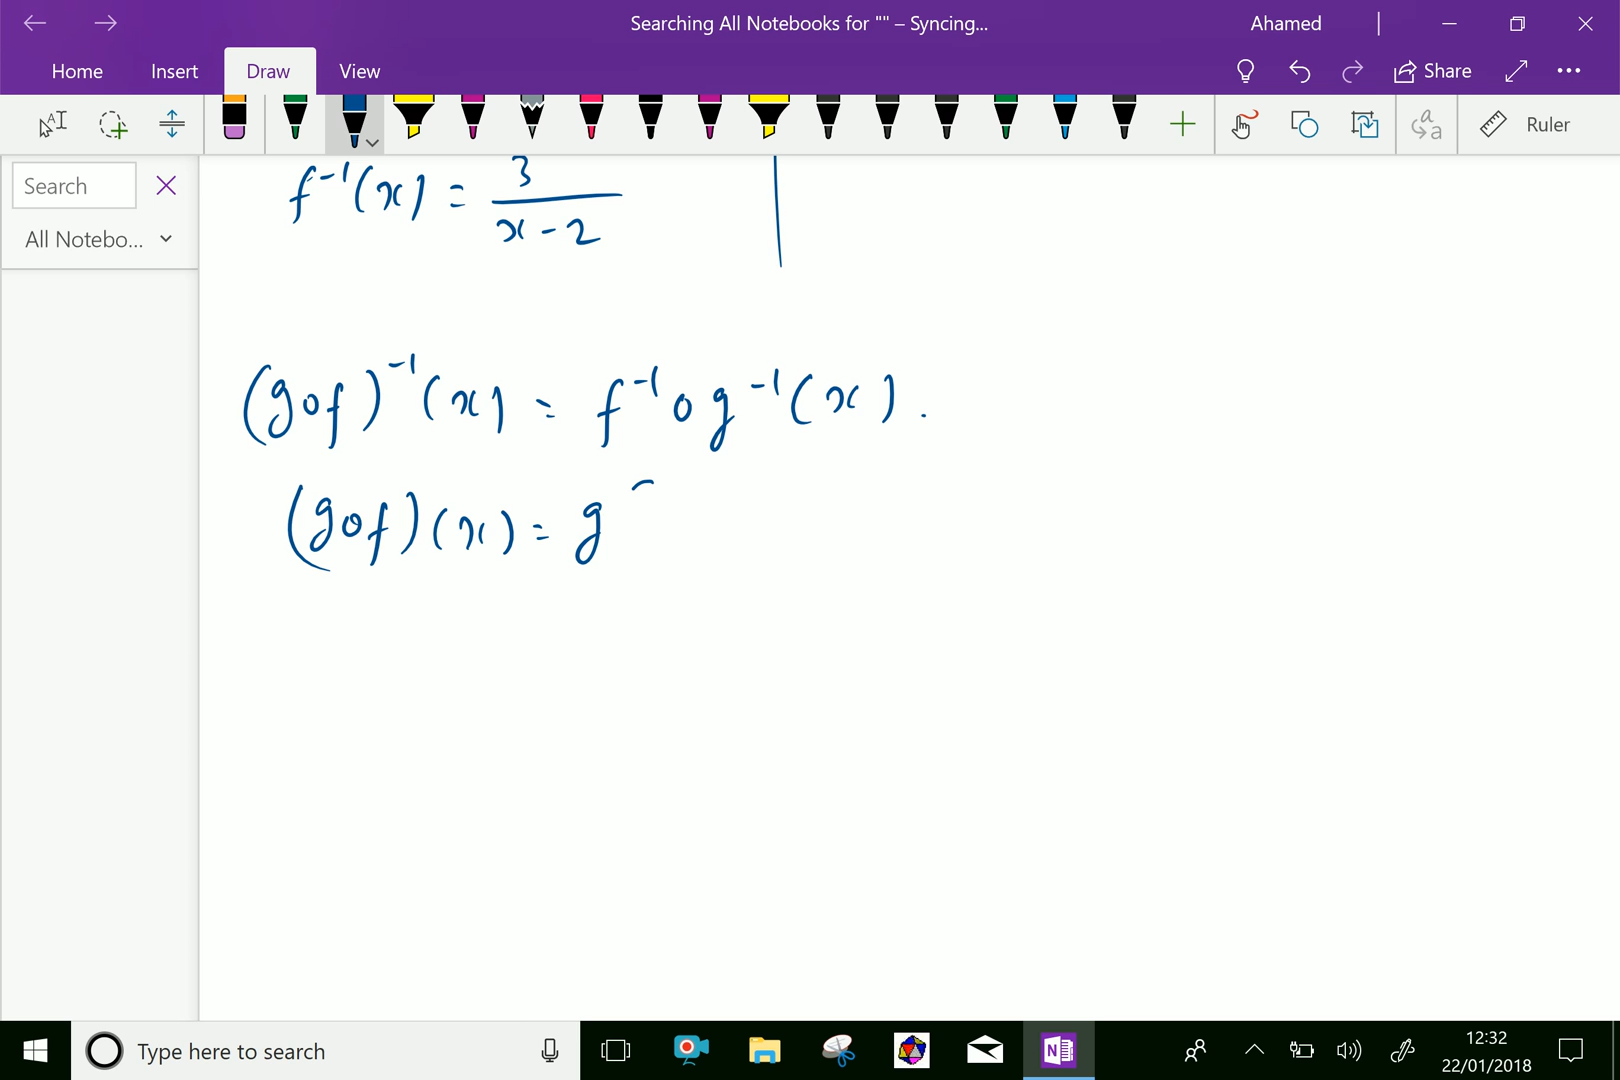 Searching All Notebooks for "" – Syncing...
Ahamed
Home Insert Draw View
Share
Ruler
Search
All Notebo...
f⁻¹(x) = 3/(x-2)
(gof)⁻¹(x) = f⁻¹og⁻¹(x).
(gof)(x) = g
Type here to search
12:32
22/01/2018